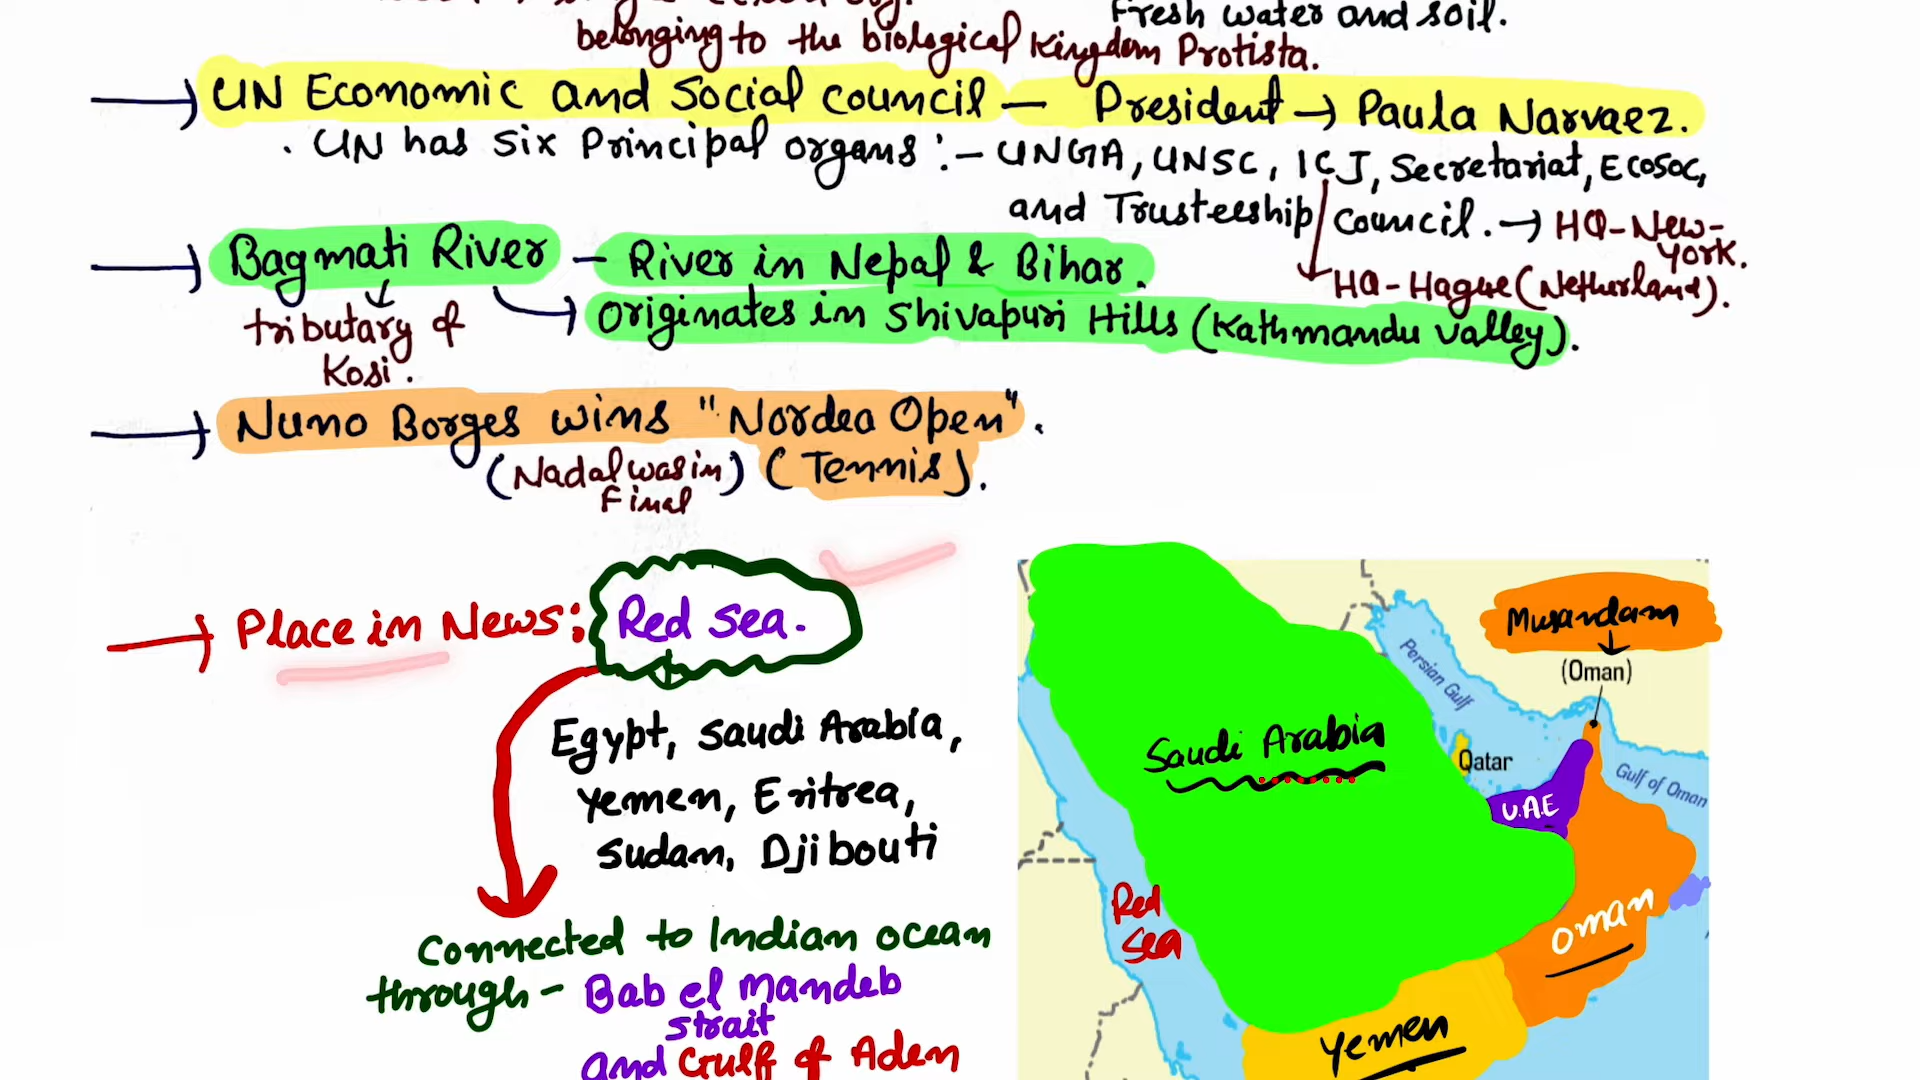 Fresh water and soil.
belonging to the biological Kingdom Protista.
UN Economic and Social Council — President → Paula Narvaez.
. UN has six Principal organs :- UNGA, UNSC, ICJ, Secretariat, Ecosoc,
and Trusteeship Council. → HQ-New-
York.
HQ-Hague (Netherland).
Bagmati River — River in Nepal & Bihar.
Originates in Shivapuri Hills (Kathmandu valley).
tributary of
Kosi.
Nuno Borges wins "Nordea Open".
(Nadal was in Final) (Tennis).
Place in News: Red Sea.
Egypt, Saudi Arabia,
Yemen, Eritrea,
Sudan, Djibouti
Connected to Indian ocean
through - Bab el Mandeb
strait
and Gulf of Aden
Musandam
(Oman)
Persian Gulf
Saudi Arabia
Qatar
Gulf of Oman
U.A.E
Red
Sea
Oman
Yemen